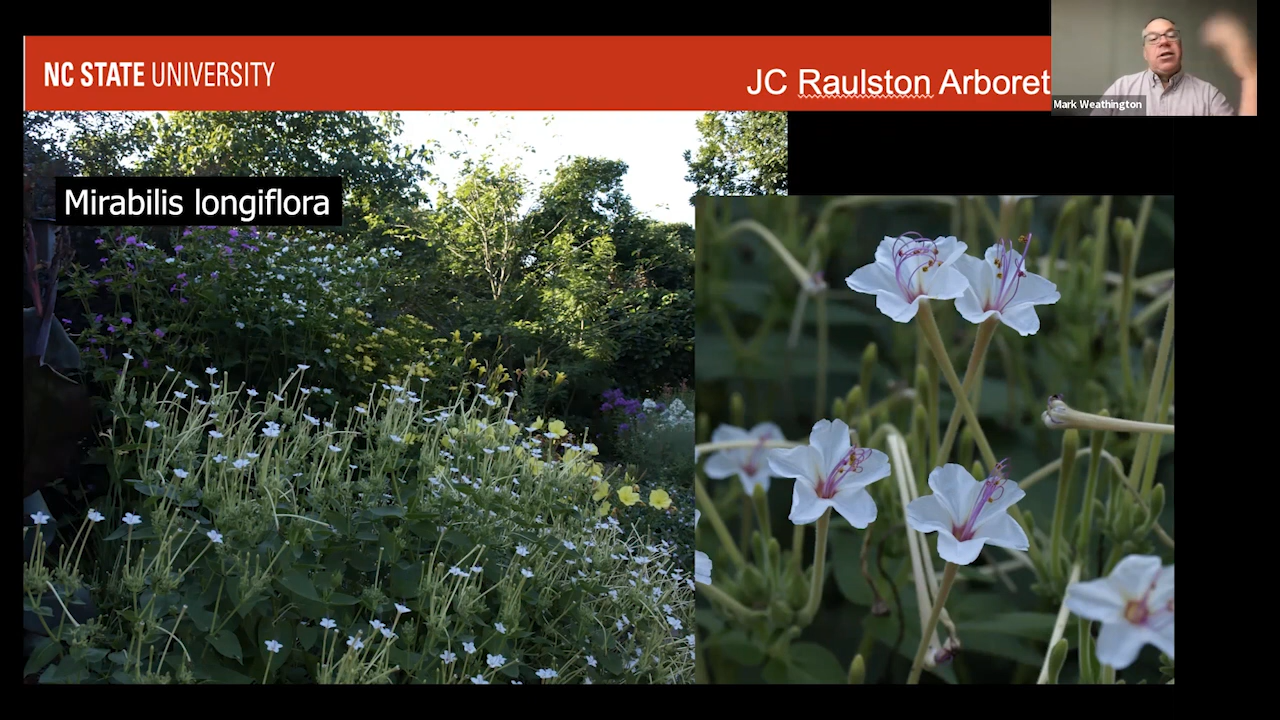 NC STATE UNIVERSITY
JC Raulston Arboret
Mark Weathington
Mirabilis longiflora